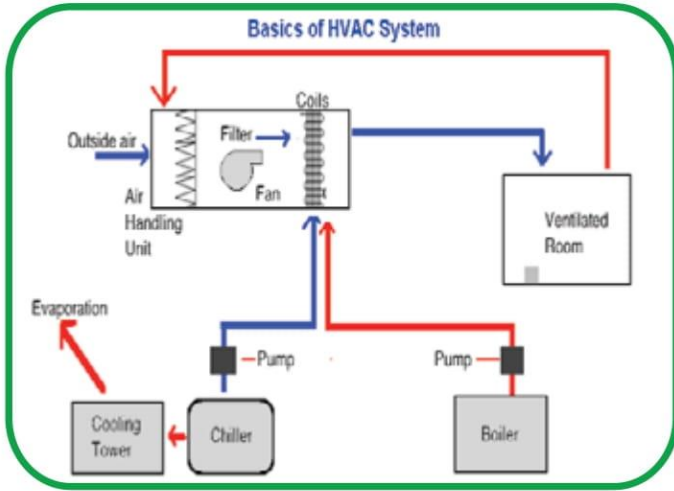 Basics of HVAC System
Coils
Outside air
Filter
Fan
Air
Handling
Unit
Ventilated
Room
Evaporation
Pump
Pump
Cooling
Tower
Chiller
Boiler